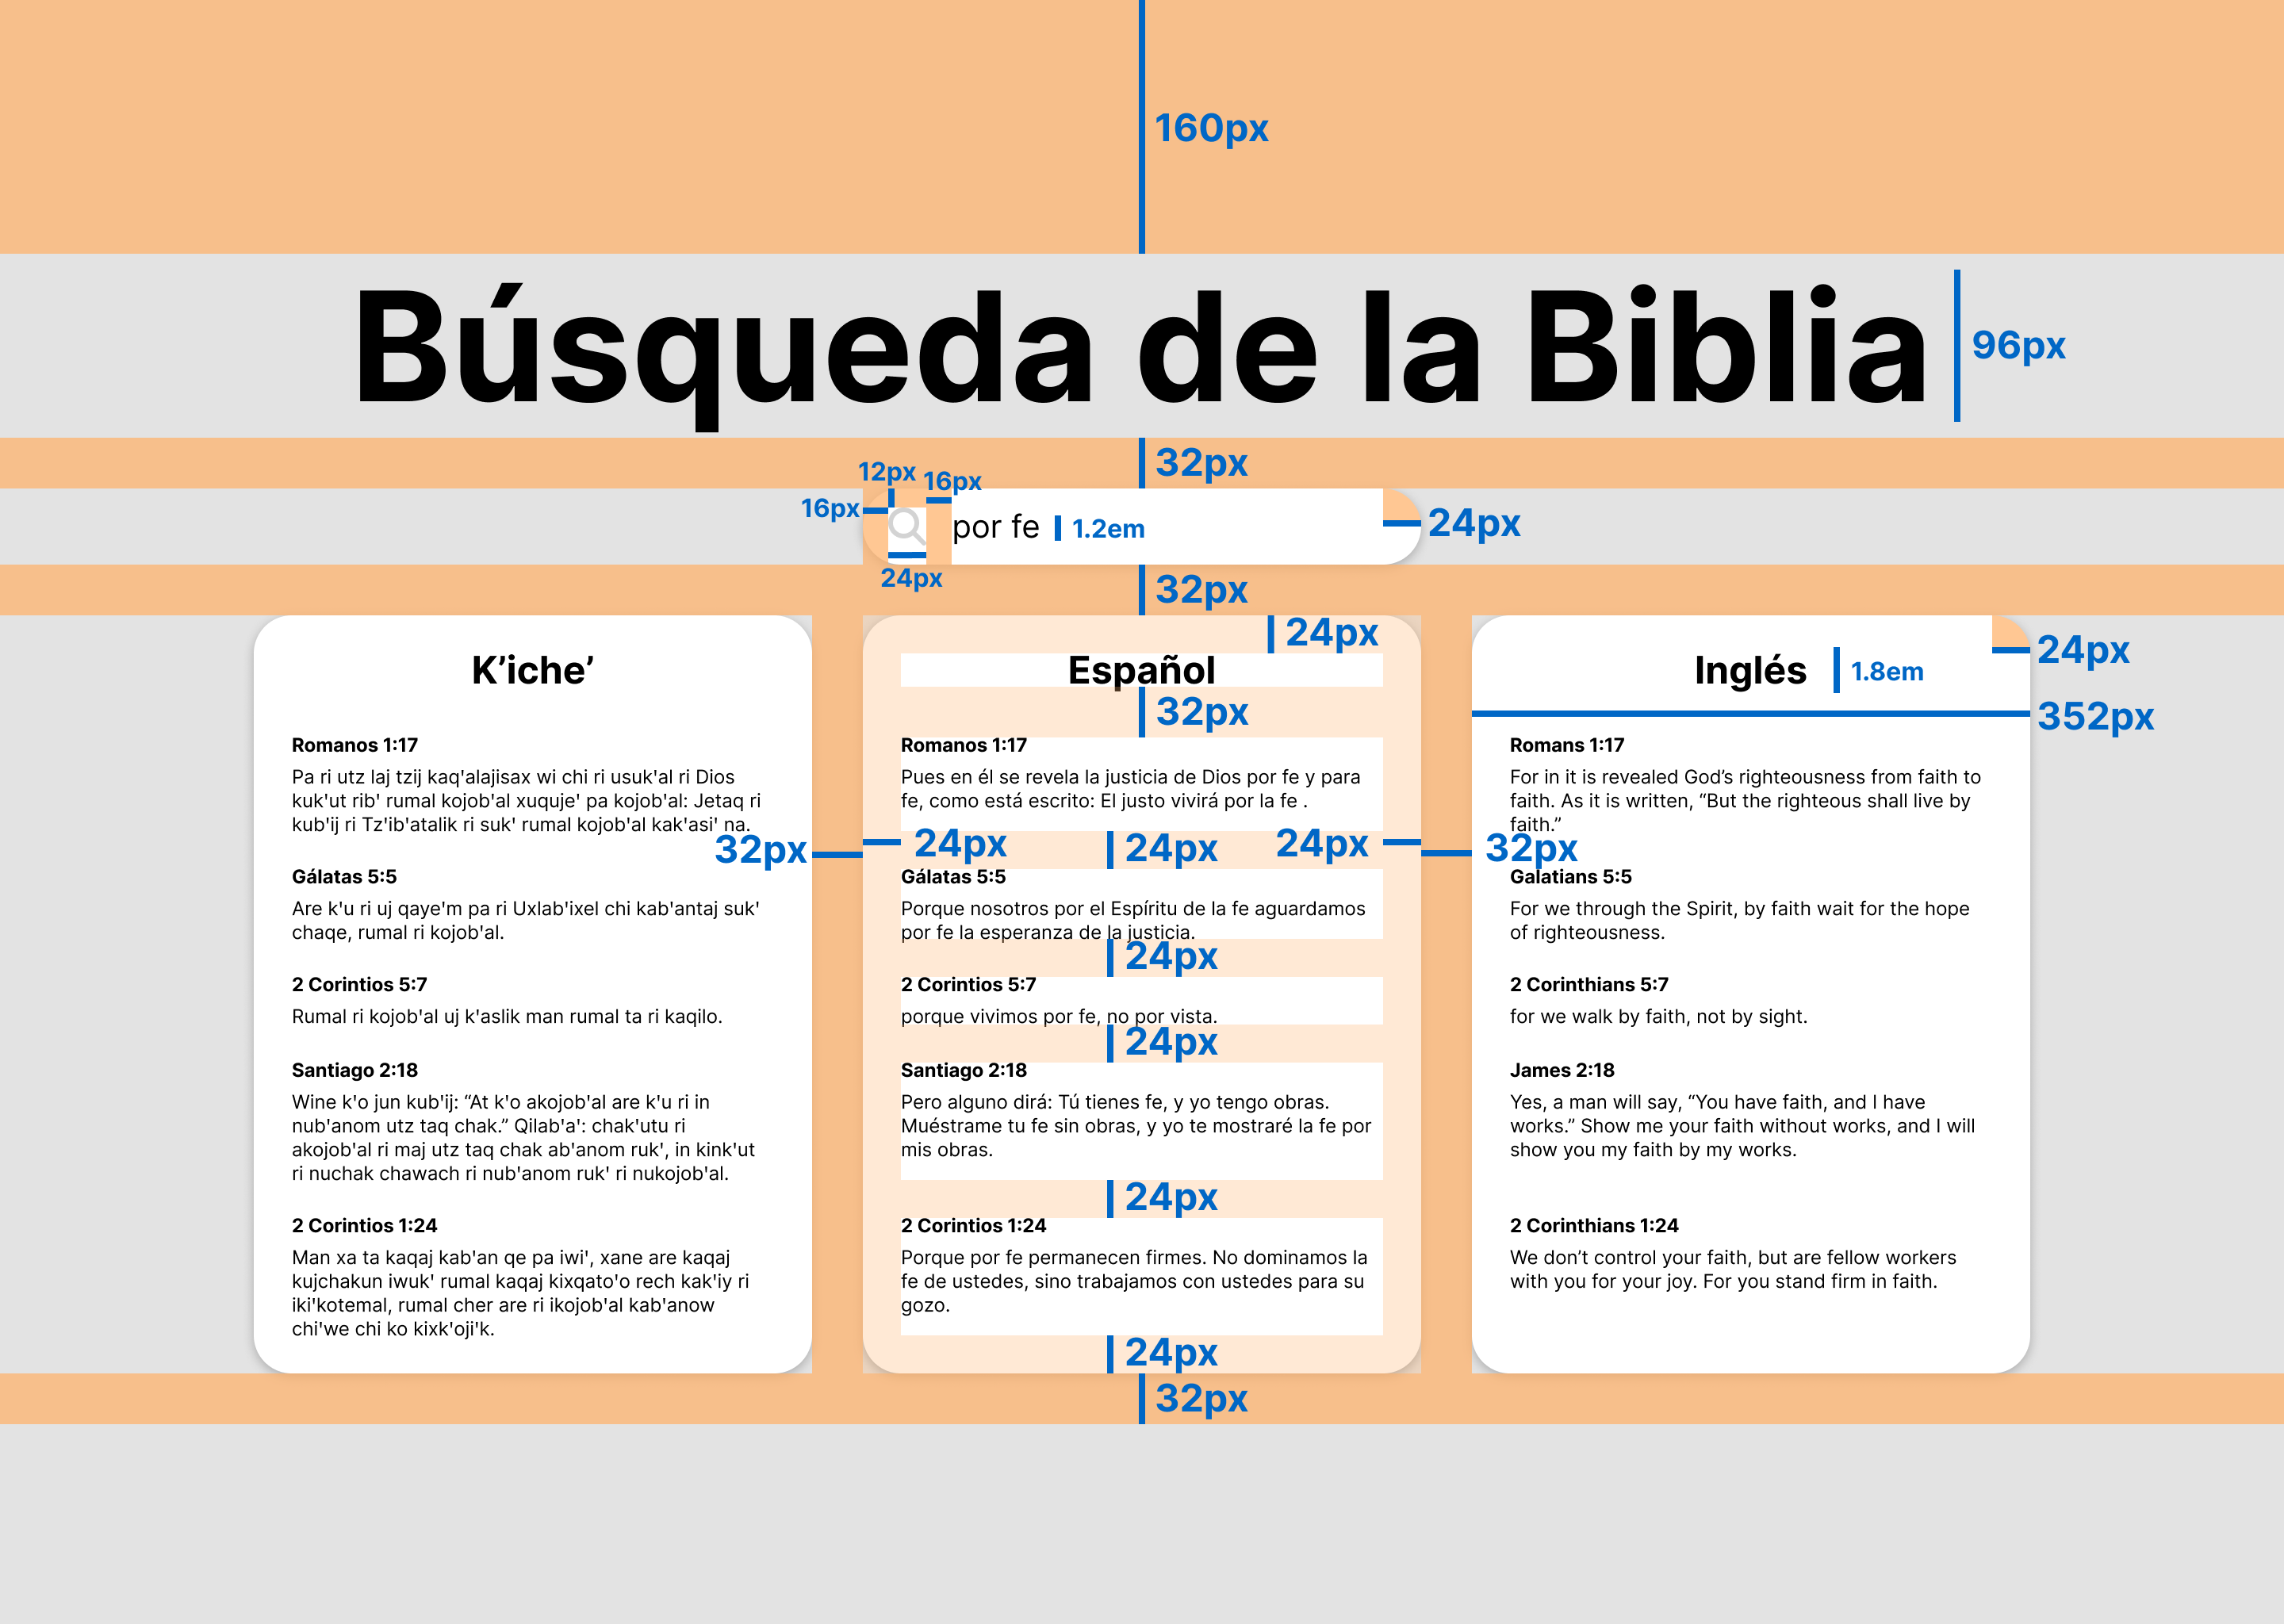 160px
Búsqueda de la Biblia
96px
32px
12px
16px
16px
por fe
1.2em
24px
24px
32px
K’iche’
Romanos 1:17
Pa ri utz laj tzij kaq'alajisax wi chi ri usuk'al ri Dios
kuk'ut rib' rumal kojob'al xuquje' pa kojob'al: Jetaq ri
kub'ij ri Tz'ib'atalik ri suk' rumal kojob'al kak'asi' na.
32px
Gálatas 5:5
Are k'u ri uj qaye'm pa ri Uxlab'ixel chi kab'antaj suk'
chaqe, rumal ri kojob'al.
2 Corintios 5:7
Rumal ri kojob'al uj k'aslik man rumal ta ri kaqilo.
Santiago 2:18
Wine k'o jun kub'ij: “At k'o akojob'al are k'u ri in
nub'anom utz taq chak.” Qilab'a': chak'utu ri
akojob'al ri maj utz taq chak ab'anom ruk', in kink'ut
ri nuchak chawach ri nub'anom ruk' ri nukojob'al.
2 Corintios 1:24
Man xa ta kaqaj kab'an qe pa iwi', xane are kaqaj
kujchakun iwuk' rumal kaqaj kixqato'o rech kak'iy ri
iki'kotemal, rumal cher are ri ikojob'al kab'anow
chi'we chi ko kixk'oji'k.
24px
Español
32px
Romanos 1:17
Pues en él se revela la justicia de Dios por fe y para
fe, como está escrito: El justo vivirá por la fe .
24px
24px
24px
Gálatas 5:5
Porque nosotros por el Espíritu de la fe aguardamos
por fe la esperanza de la justicia.
24px
2 Corintios 5:7
porque vivimos por fe, no por vista.
24px
Santiago 2:18
Pero alguno dirá: Tú tienes fe, y yo tengo obras.
Muéstrame tu fe sin obras, y yo te mostraré la fe por
mis obras.
24px
2 Corintios 1:24
Porque por fe permanecen firmes. No dominamos la
fe de ustedes, sino trabajamos con ustedes para su
gozo.
24px
32px
24px
Inglés
1.8em
352px
Romans 1:17
For in it is revealed God’s righteousness from faith to
faith. As it is written, “But the righteous shall live by
faith.”
32px
Galatians 5:5
For we through the Spirit, by faith wait for the hope
of righteousness.
2 Corinthians 5:7
for we walk by faith, not by sight.
James 2:18
Yes, a man will say, “You have faith, and I have
works.” Show me your faith without works, and I will
show you my faith by my works.
2 Corinthians 1:24
We don’t control your faith, but are fellow workers
with you for your joy. For you stand firm in faith.